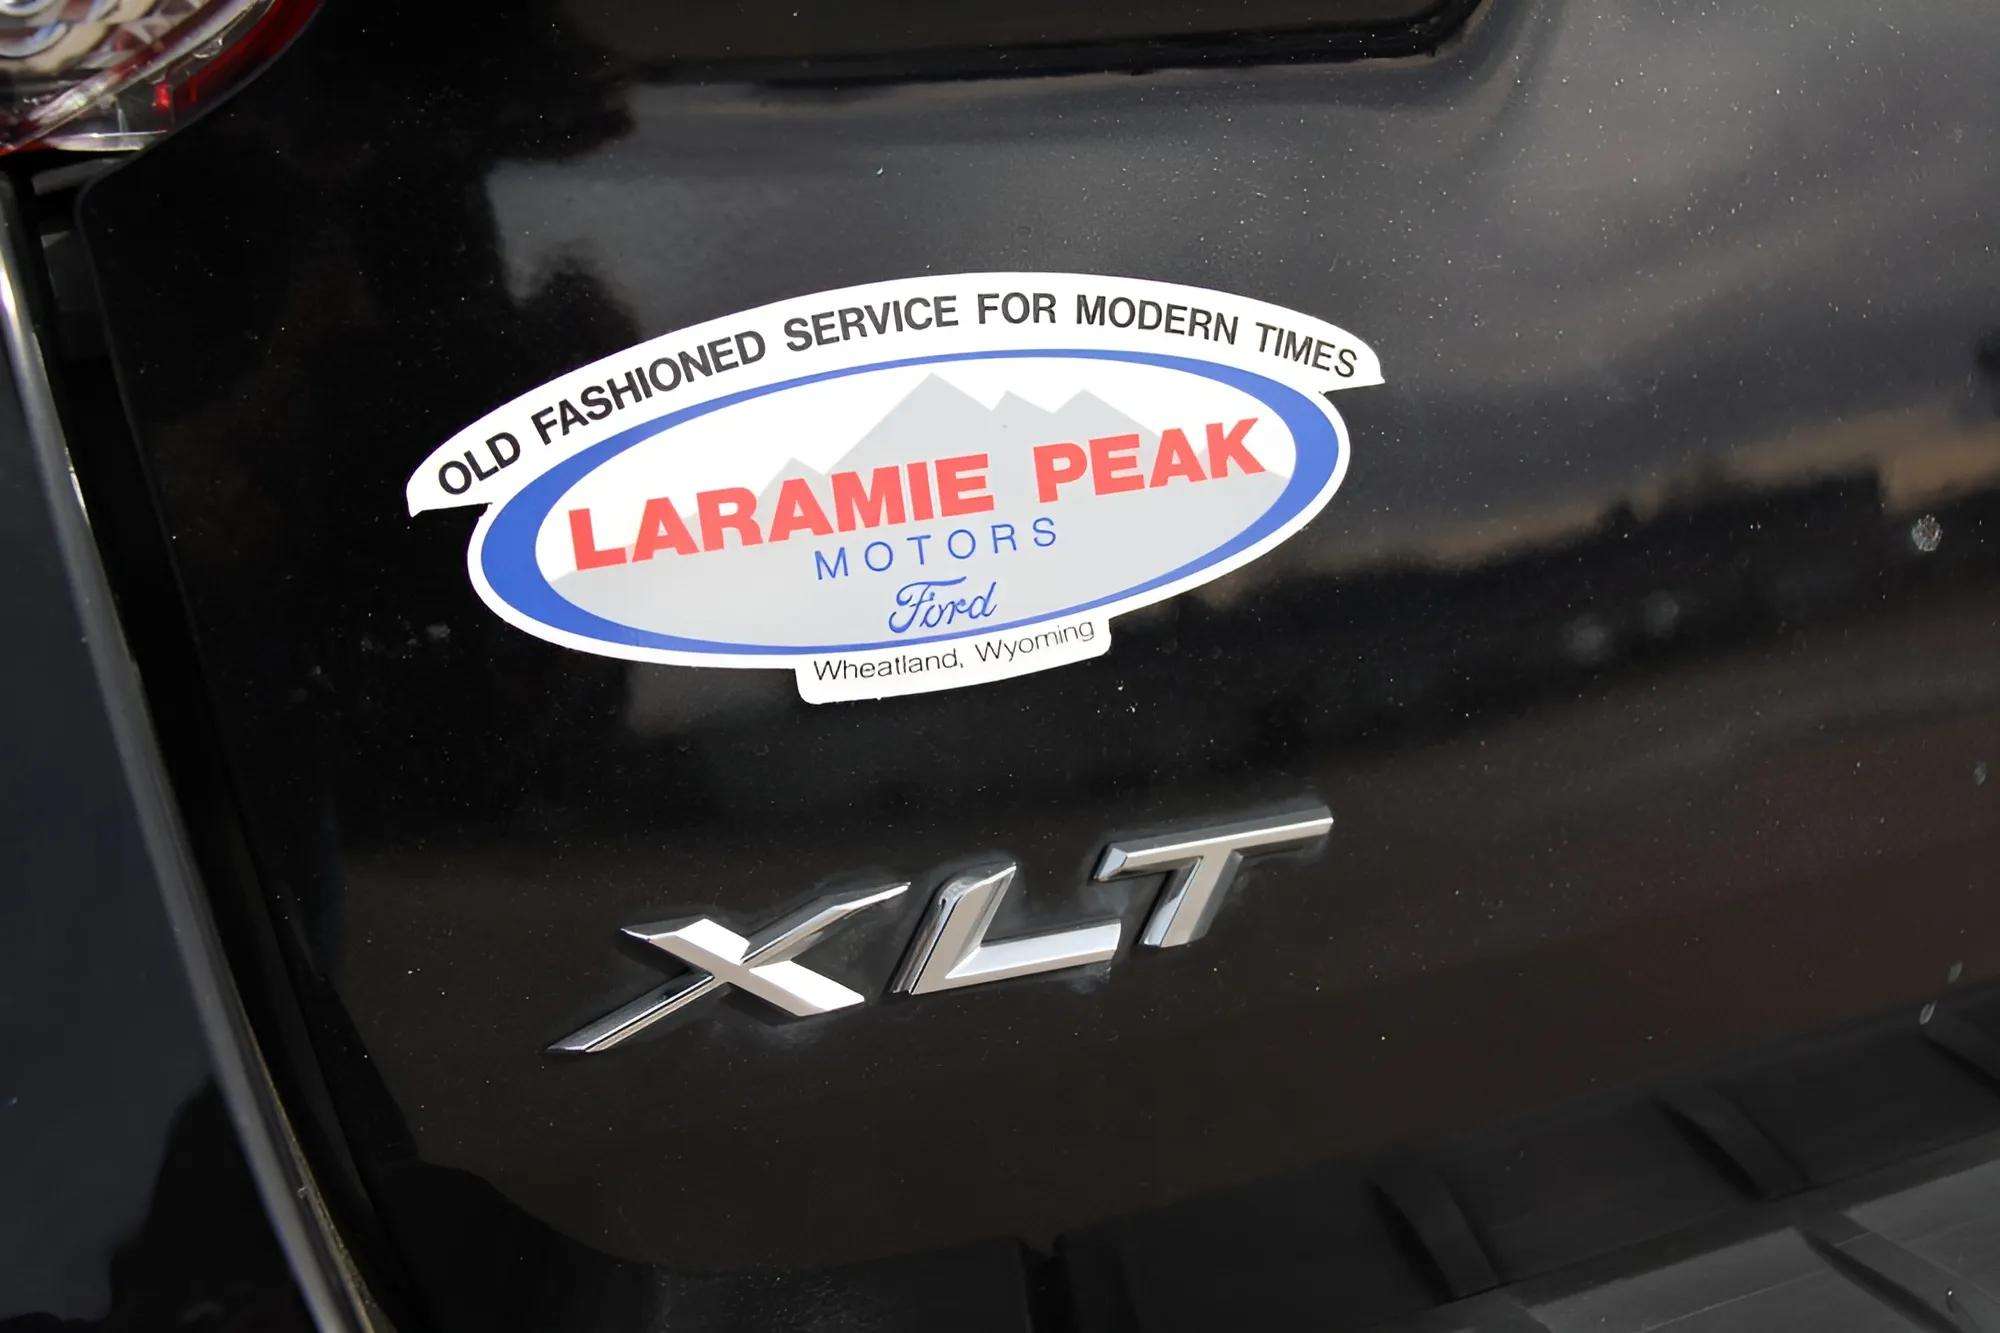 OLD FASHIONED SERVICE FOR MODERN TIMES
LARAMIE PEAK
MOTORS
Ford
Wheatland, Wyoming
XLT